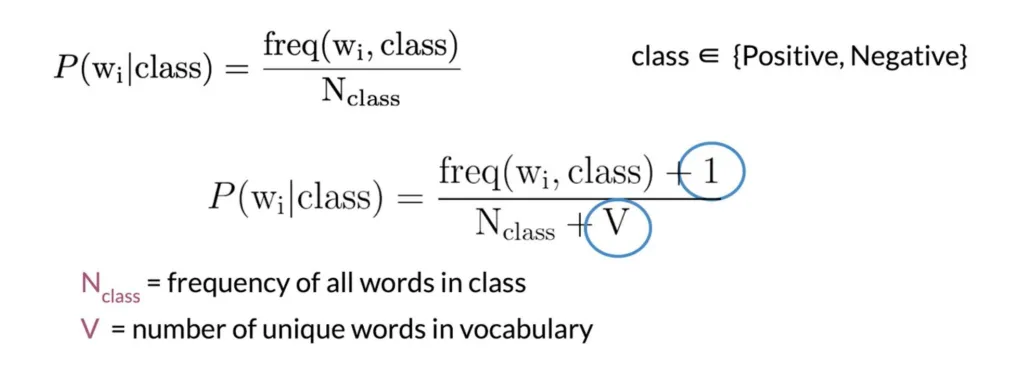 P(wᵢ|class) = freq(wᵢ, class) / N_class
class ∈ {Positive, Negative}
P(wᵢ|class) = freq(wᵢ, class) + 1 / N_class + V
N_class = frequency of all words in class
V = number of unique words in vocabulary